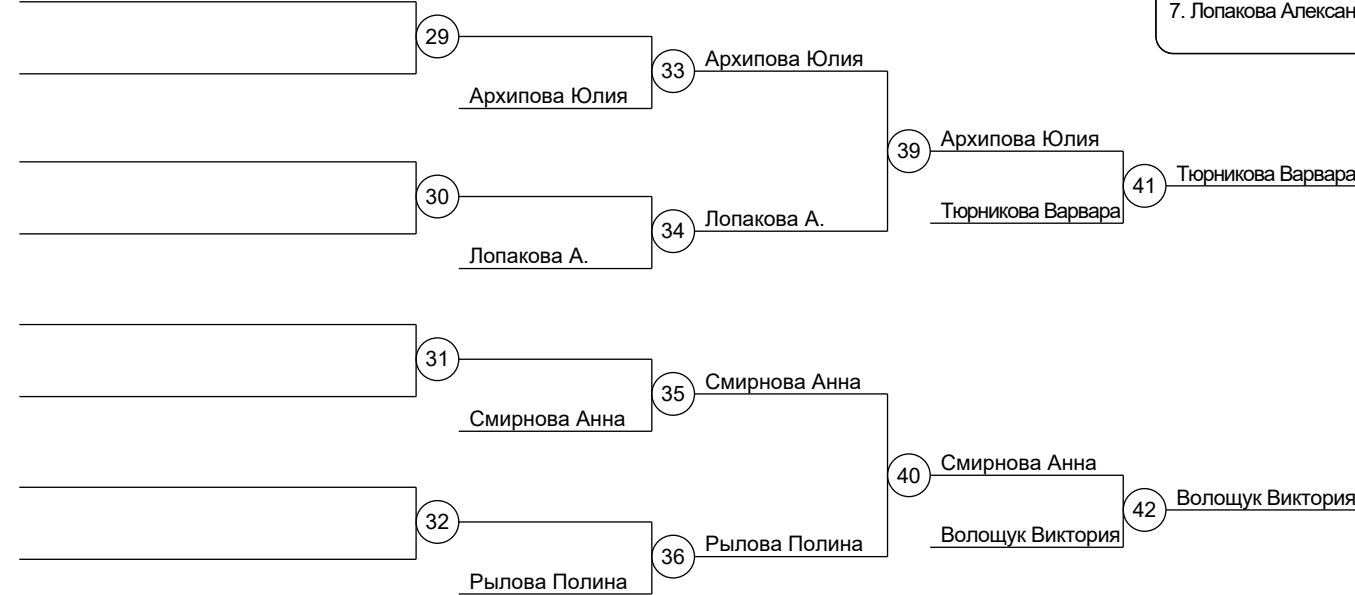 7. Лопакова Алексан
29
33
Архипова Юлия
Архипова Юлия
39
Архипова Юлия
41
Тюрникова Варвара
Тюрникова Варвара
30
34
Лопакова А.
Лопакова А.
31
35
Смирнова Анна
Смирнова Анна
40
Смирнова Анна
42
Волощук Виктория
Волощук Виктория
32
36
Рылова Полина
Рылова Полина